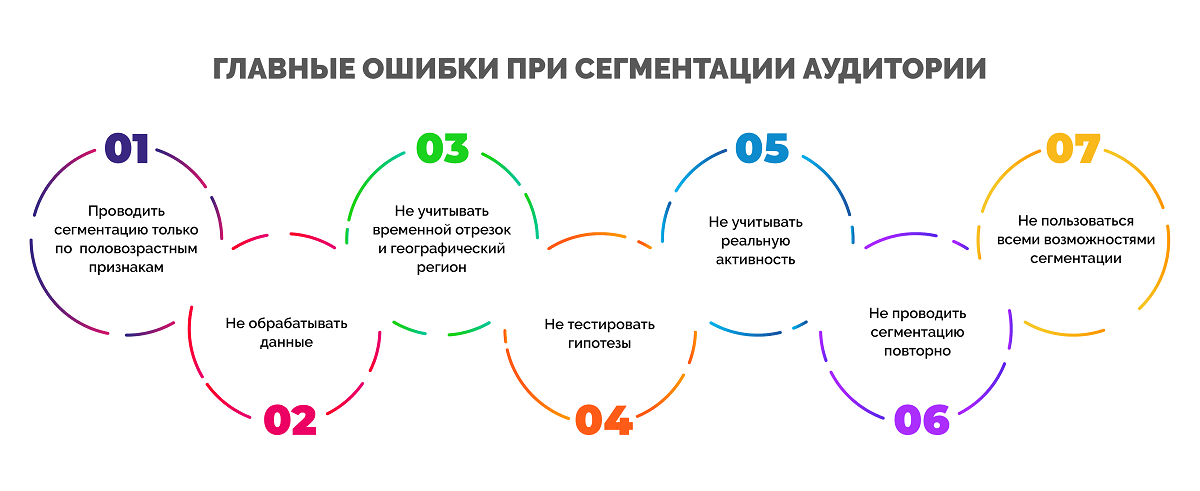 ГЛАВНЫЕ ОШИБКИ ПРИ СЕГМЕНТАЦИИ АУДИТОРИИ
01
Проводить
сегментацию только
по половозрастным
признакам
02
Не обрабатывать
данные
03
Не учитывать
временной отрезок
и географический
регион
04
Не тестировать
гипотезы
05
Не учитывать
реальную
активность
06
Не проводить
сегментацию
повторно
07
Не пользоваться
всеми возможностями
сегментации